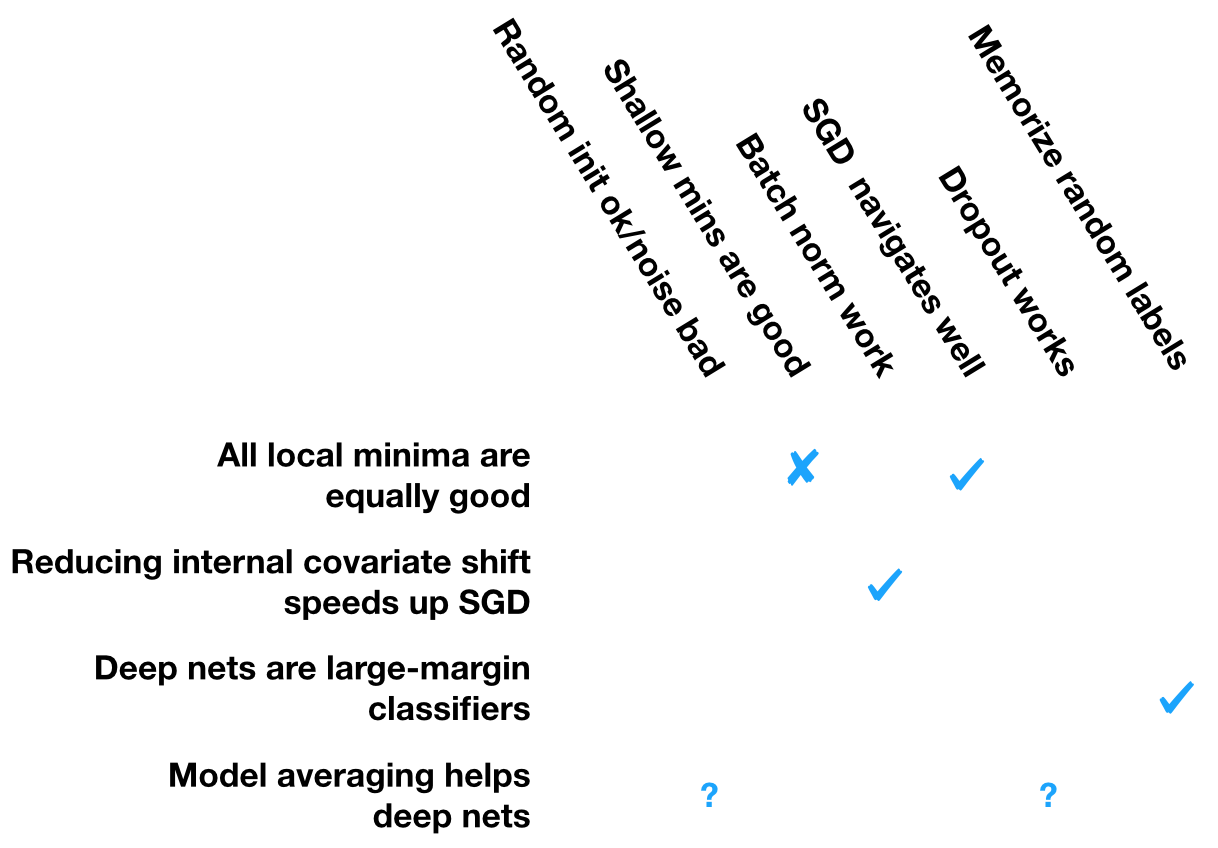 Random init ok/noise bad
Shallow mins are good
Batch norm work
SGD navigates well
Dropout works
Memorize random labels
All local minima are
equally good
✘ ✓
Reducing internal covariate shift
speeds up SGD
✓
Deep nets are large-margin
classifiers
✓
Model averaging helps
deep nets
? ?